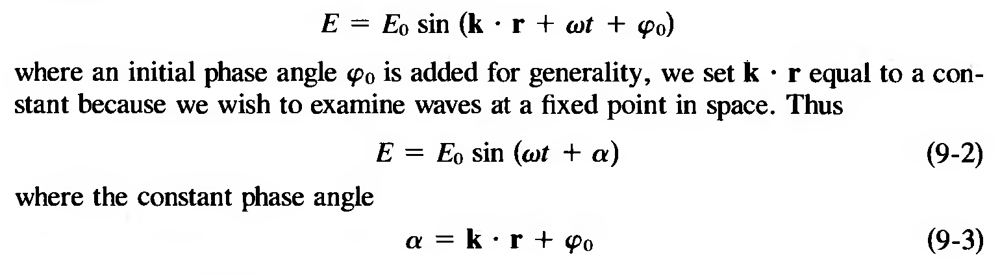 E = E₀ sin (k · r + ωt + φ₀)
where an initial phase angle φ₀ is added for generality, we set k · r equal to a con-
stant because we wish to examine waves at a fixed point in space. Thus
E = E₀ sin (ωt + α) (9-2)
where the constant phase angle
α = k · r + φ₀ (9-3)